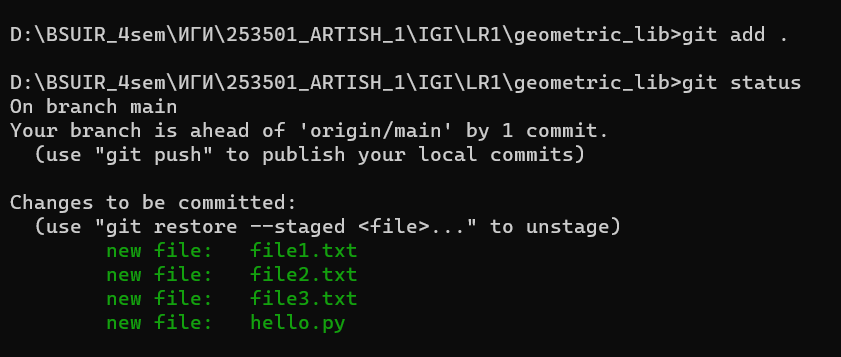 D:\BSUIR_4sem\ИГИ\253501_ARTISH_1\IGI\LR1\geometric_lib>git add .
D:\BSUIR_4sem\ИГИ\253501_ARTISH_1\IGI\LR1\geometric_lib>git status
On branch main
Your branch is ahead of 'origin/main' by 1 commit.
  (use "git push" to publish your local commits)
Changes to be committed:
  (use "git restore --staged <file>..." to unstage)
        new file:   file1.txt
        new file:   file2.txt
        new file:   file3.txt
        new file:   hello.py